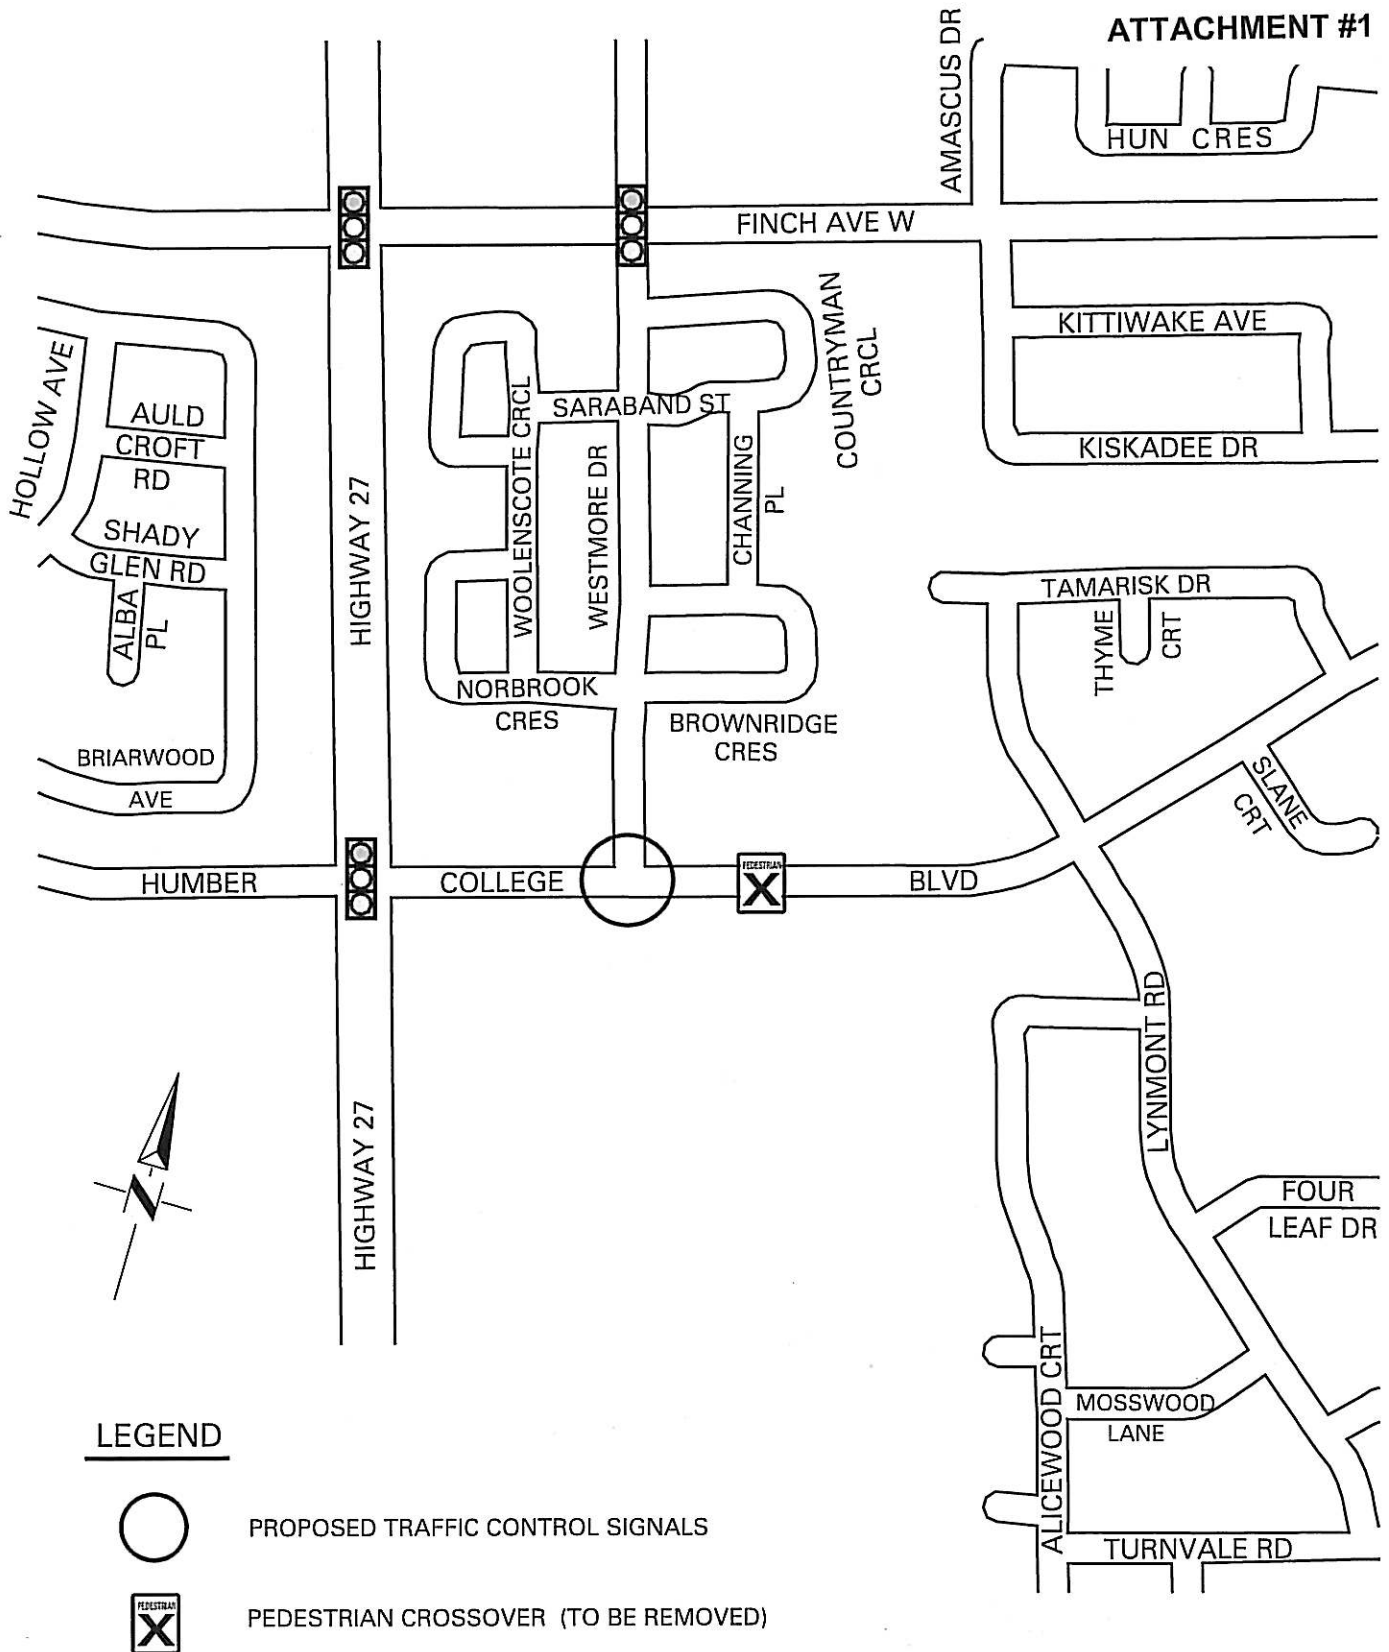 ATTACHMENT #1
AMASCUS DR
HUN CRES
FINCH AVE W
COUNTRYMAN
CRCL
KITTIWAKE AVE
KISKADEE DR
HOLLOW AVE
AULD
CROFT
RD
SHADY
GLEN RD
ALBA
PL
BRIARWOOD
AVE
HIGHWAY 27
WOOLENSCOTE CRCL
SARABAND ST
WESTMORE DR
CHANNING
PL
NORBROOK
CRES
BROWNRIDGE
CRES
TAMARISK DR
THYME
CRT
SLANE
CRT
HUMBER
COLLEGE
PEDESTRIAN
X
BLVD
LYNMONT RD
HIGHWAY 27
N
FOUR
LEAF DR
ALICEWOOD CRT
MOSSWOOD
LANE
TURNVALE RD
LEGEND
PROPOSED TRAFFIC CONTROL SIGNALS
PEDESTRIAN
X
PEDESTRIAN CROSSOVER (TO BE REMOVED)